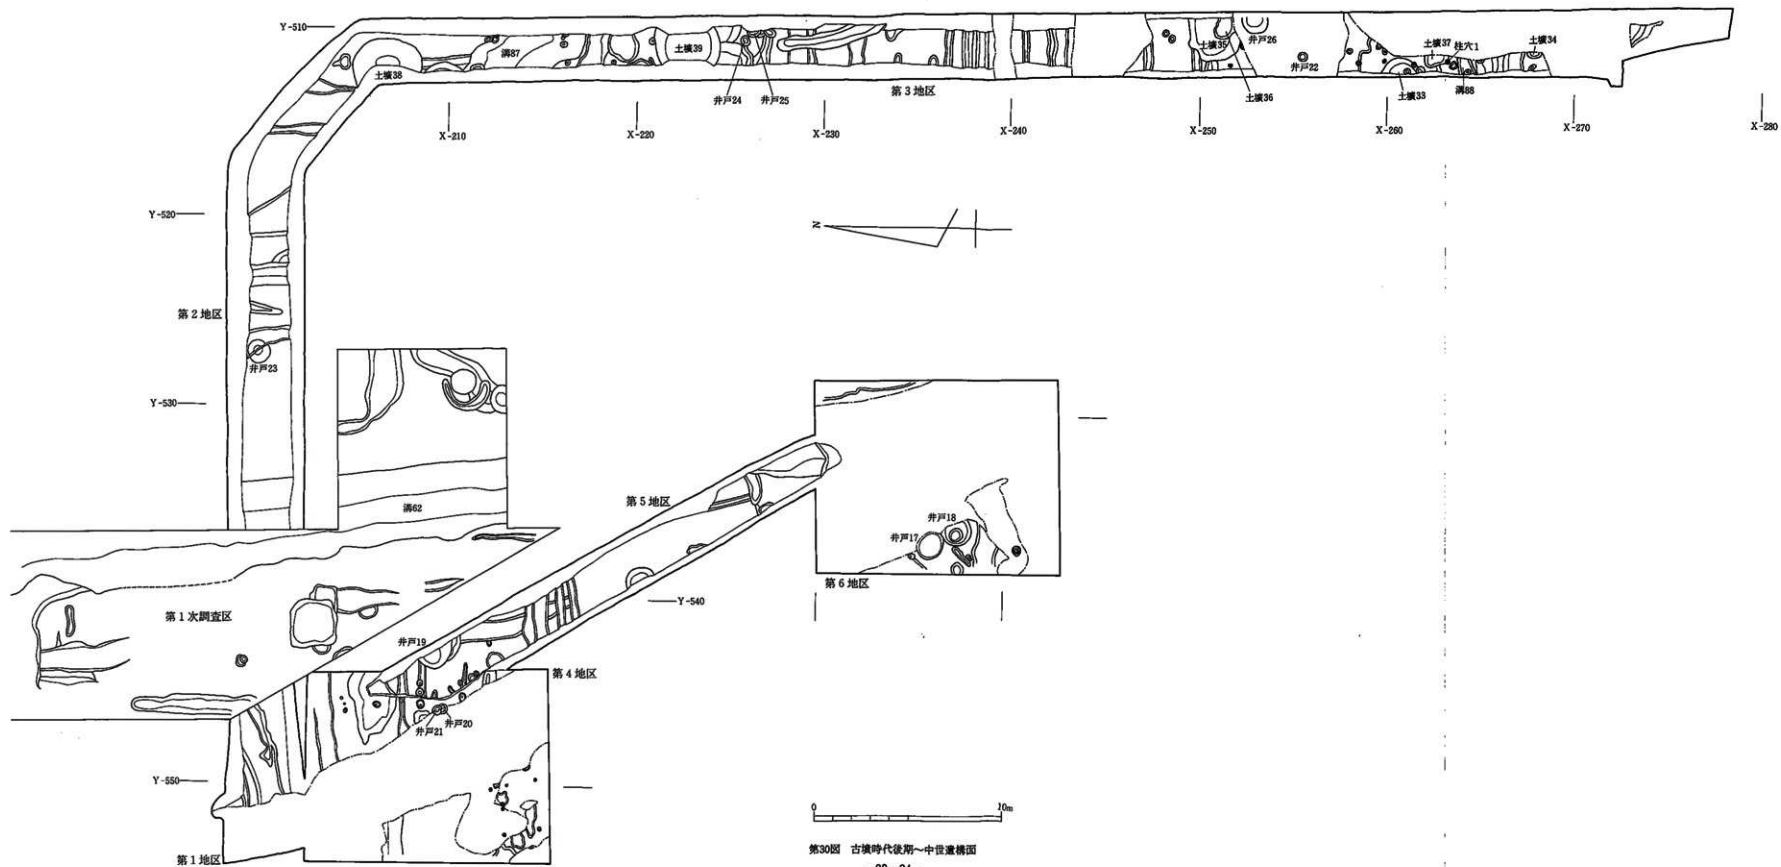 Y-510
土壙38
溝87
土壙39
井戸24
井戸25
第3地区
土壙35
井戸26
土壙36
井戸22
土壙37
柱穴1
土壙34
土壙33
溝88
X-210
X-220
X-230
X-240
X-250
X-260
X-270
X-280
Y-520
N
第2地区
井戸23
Y-530
溝62
第5地区
井戸17
井戸18
第6地区
第1次調査区
Y-540
井戸19
第4地区
井戸21
井戸20
Y-550
第1地区
0
10m
第30図 古墳時代後期〜中世遺構面